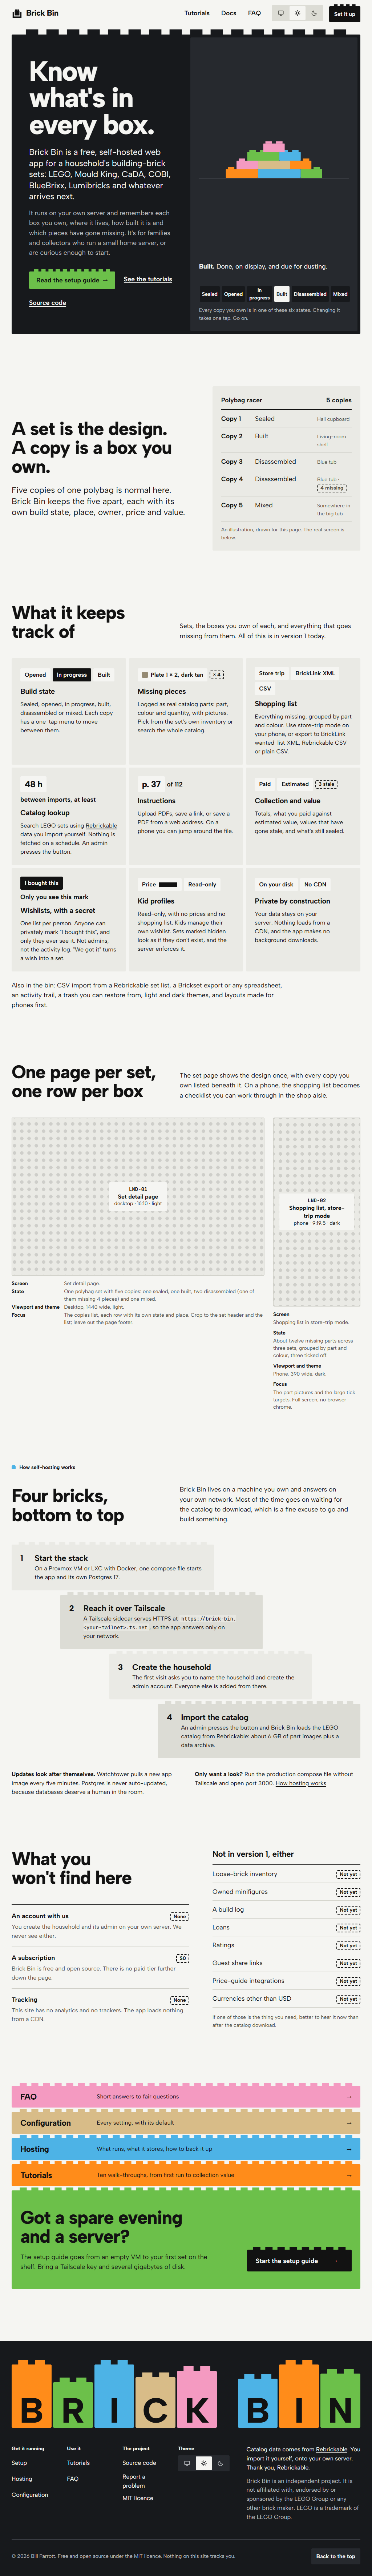 Brick Bin
Tutorials
Docs
FAQ
Set it up
Know
what's in
every box.
Brick Bin is a free, self-hosted web
app for a household's building-brick
sets: LEGO, Mould King, CaDA, COBI,
BlueBrixx, Lumibricks and whatever
arrives next.
It runs on your own server and remembers each
box you own, where it lives, how built it is and
which pieces have gone missing. It's for families
and collectors who run a small home server, or
are curious enough to start.
Read the setup guide →
See the tutorials
Source code
Built. Done, on display, and due for dusting.
Sealed
Opened
In
progress
Built
Disassembled
Mixed
Every copy you own is in one of these six states. Changing it
takes one tap. Go on.
A set is the design.
A copy is a box you
own.
Five copies of one polybag is normal here.
Brick Bin keeps the five apart, each with its
own build state, place, owner, price and value.
Polybag racer
5 copies
Copy 1 Sealed Hall cupboard
Copy 2 Built Living-room
shelf
Copy 3 Disassembled Blue tub
Copy 4 Disassembled Blue tub ·
4 missing
Copy 5 Mixed Somewhere in
the big tub
An illustration, drawn for this page. The real screen is
below.
What it keeps
track of
Sets, the boxes you own of each, and everything that goes
missing from them. All of this is in version 1 today.
Opened In progress Built
Build state
Sealed, opened, in progress, built,
disassembled or mixed. Each copy
has a one-tap menu to move
between them.
Plate 1 × 2, dark tan × 4
Missing pieces
Logged as real catalog parts: part,
colour and quantity, with pictures.
Pick from the set's own inventory or
search the whole catalog.
Store trip BrickLink XML
CSV
Shopping list
Everything missing, grouped by part
and colour. Use store-trip mode on
your phone, or export to BrickLink
wanted-list XML, Rebrickable CSV
or plain CSV.
48 h
between imports, at least
Catalog lookup
Search LEGO sets using Rebrickable
data you import yourself. Nothing is
fetched on a schedule. An admin
presses the button.
p. 37 of 112
Instructions
Upload PDFs, save a link, or save a
PDF from a web address. On a
phone you can jump around the file.
Paid Estimated 3 stale
Collection and value
Totals, what you paid against
estimated value, values that have
gone stale, and what's still sealed.
I bought this
Only you see this mark
Wishlists, with a secret
One list per person. Anyone can
privately mark 'I bought this', and
only they ever see it. Not admins,
not the activity log. 'We got it' turns
a wish into a set.
Price Read-only
Kid profiles
Read-only, with no prices and no
shopping list. Kids manage their
own wishlist. Sets marked hidden
look as if they don't exist, and the
server enforces it.
On your disk No CDN
Private by construction
Your data stays on your
server. Nothing loads from a
CDN, and the app makes no
background downloads.
Also in the bin: CSV import from a Rebrickable set list, a Brickset export or any spreadsheet,
an activity trail, a trash you can restore from, light and dark themes, and layouts made for
phones first.
One page per set,
one row per box
The set page shows the design once, with every copy you
own listed beneath it. On a phone, the shopping list becomes
a checklist you can work through in the shop aisle.
LND-01
Set detail page
desktop · 16:10 · light
LND-02
Shopping list, store-
trip mode
phone · 9:19.5 · dark
Screen Set detail page.
State One polybag set with five copies: one sealed, one built, two disassembled (one of
them missing 4 pieces) and one mixed.
Viewport and theme Desktop, 1440 wide, light.
Focus The copies list, each row with its own state and place. Crop to the set header and the
list; leave out the page footer.
Screen
Shopping list in store-trip mode.
State
About twelve missing parts across
three sets, grouped by part and
colour, three ticked off.
Viewport and theme
Phone, 390 wide, dark.
Focus
The part pictures and the large tick
targets. Full screen, no browser
chrome.
How self-hosting works
Four bricks,
bottom to top
Brick Bin lives on a machine you own and answers on
your own network. Most of the time goes on waiting for
the catalog to download, which is a fine excuse to go and
build something.
1 Start the stack
On a Proxmox VM or LXC with Docker, one compose file starts
the app and its own Postgres 17.
2 Reach it over Tailscale
A Tailscale sidecar serves HTTPS at https://brick-bin.
<your-tailnet>.ts.net, so the app answers only on
your network.
3 Create the household
The first visit asks you to name the household and create the
admin account. Everyone else is added from there.
4 Import the catalog
An admin presses the button and Brick Bin loads the LEGO
catalog from Rebrickable: about 6 GB of part images plus a
data archive.
Updates look after themselves. Watchtower pulls a new app
image every five minutes. Postgres is never auto-updated,
because databases deserve a human in the room.
Only want a look? Run the production compose file without
Tailscale and open port 3000. How hosting works
What you
won't find here
An account with us None
You create the household and its admin on your own server. We
never see either.
A subscription $0
Brick Bin is free and open source. There is no paid tier further
down the page.
Tracking None
This site has no analytics and no trackers. The app loads nothing
from a CDN.
Not in version 1, either
Loose-brick inventory Not yet
Owned minifigures Not yet
A build log Not yet
Loans Not yet
Ratings Not yet
Guest share links Not yet
Price-guide integrations Not yet
Currencies other than USD Not yet
If one of those is the thing you need, better to hear it now than
after the catalog download.
FAQ Short answers to fair questions →
Configuration Every setting, with its default →
Hosting What runs, what it stores, how to back it up →
Tutorials Ten walk-throughs, from first run to collection value →
Got a spare evening
and a server?
The setup guide goes from an empty VM to your first set on the
shelf. Bring a Tailscale key and several gigabytes of disk.
Start the setup guide →
BRICK BIN
Get it running
Setup
Hosting
Configuration
Use it
Tutorials
FAQ
The project
Source code
Report a
problem
MIT licence
Theme
Catalog data comes from Rebrickable. You
import it yourself, onto your own server.
Thank you, Rebrickable.
Brick Bin is an independent project. It is
not affiliated with, endorsed by or
sponsored by the LEGO Group or any
other brick maker. LEGO is a trademark of
the LEGO Group.
© 2026 Bill Parrott. Free and open source under the MIT licence. Nothing on this site tracks you.
Back to the top